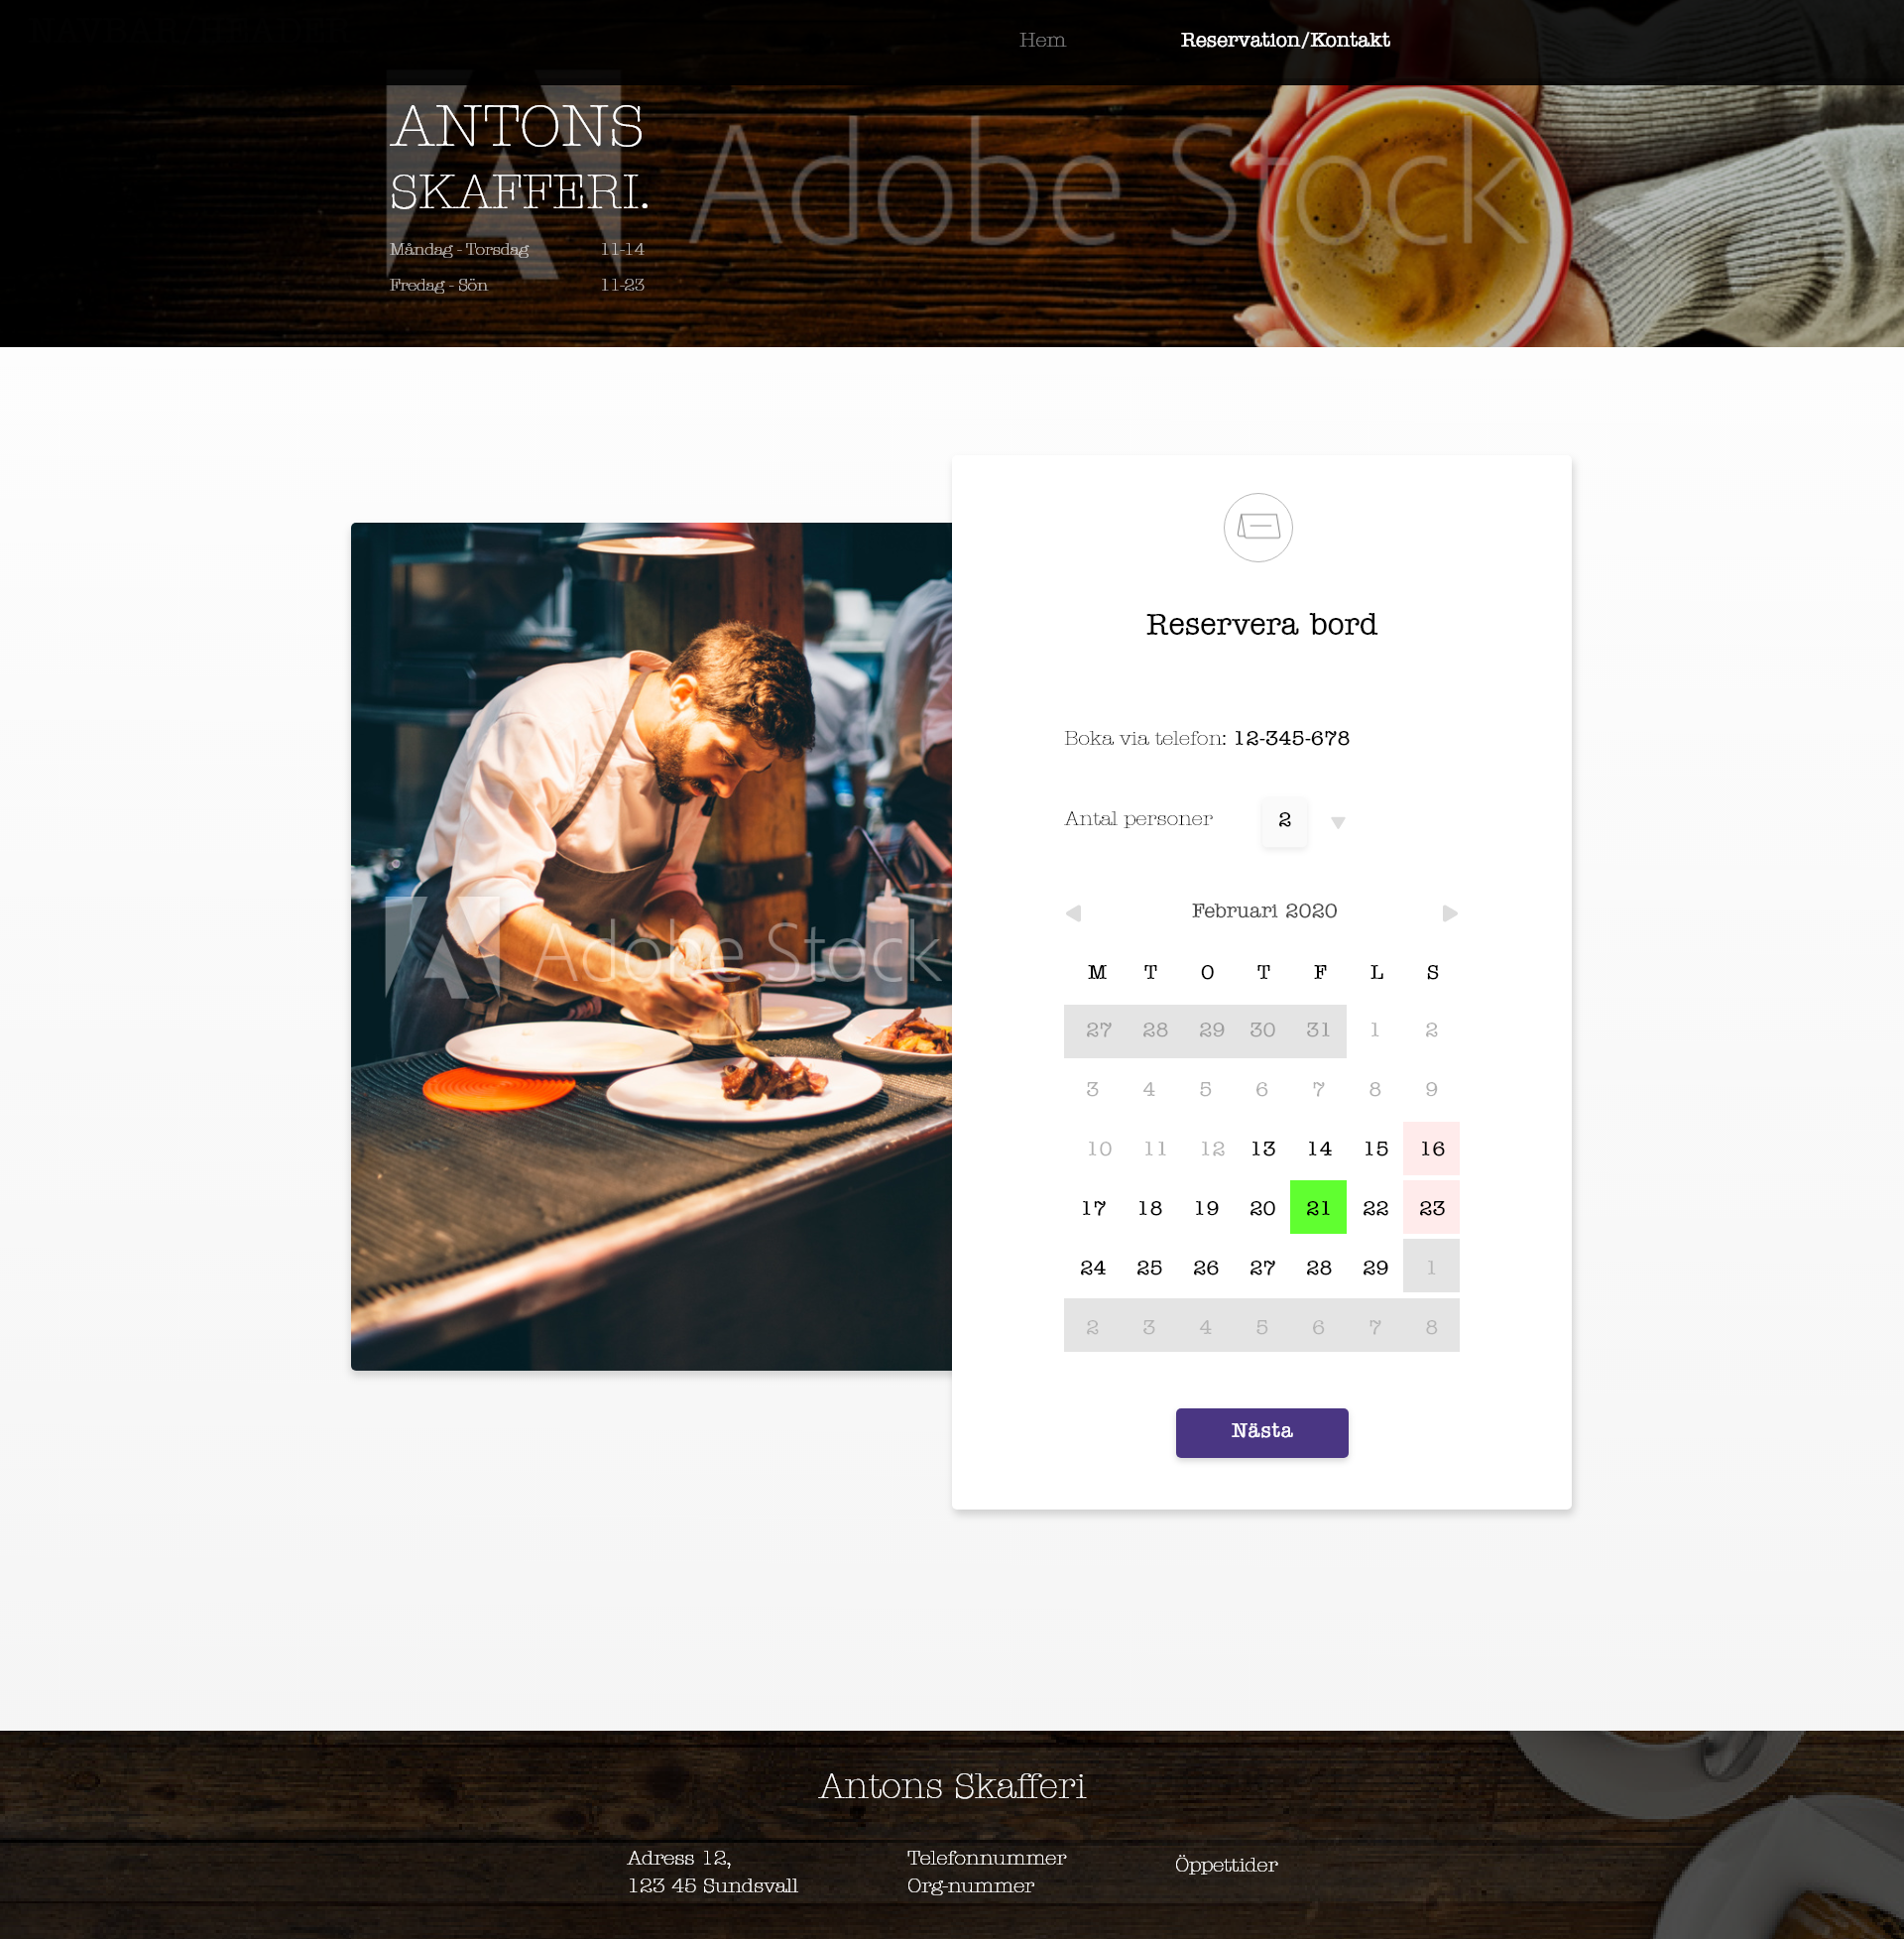 Hem Reservation/Kontakt
ANTONS
SKAFFERI.
Adobe Stock
Måndag - Torsdag 11-14
Fredag - Sön 11-23
Reservera bord
Boka via telefon: 12-345-678
Antal personer 2
Adobe Stock
Februari 2020
M T O T F L S
27 28 29 30 31 1 2
3 4 5 6 7 8 9
10 11 12 13 14 15 16
17 18 19 20 21 22 23
24 25 26 27 28 29 1
2 3 4 5 6 7 8
Nästa
Antons Skafferi
Adress 12,
123 45 Sundsvall
Telefonnummer
Org-nummer
Öppettider